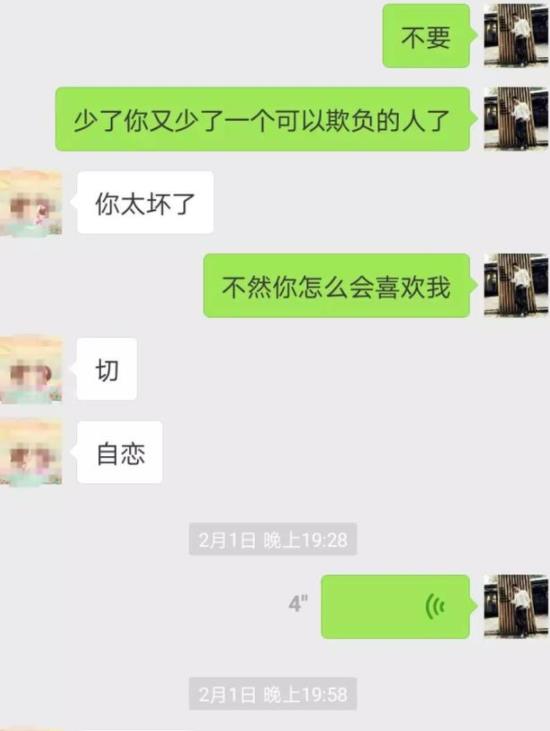 不要
少了你又少了一个可以欺负的人了
你太坏了
不然你怎么会喜欢我
切
自恋
2月1日 晚上19:28
4"
2月1日 晚上19:58